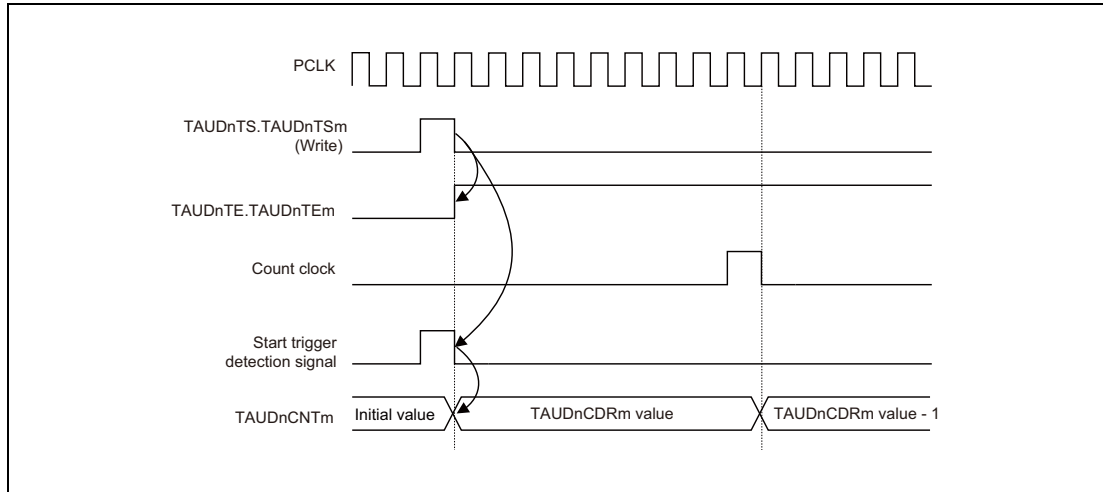 PCLK
TAUDnTS.TAUDnTSm
(Write)
TAUDnTE.TAUDnTEm
Count clock
Start trigger
detection signal
TAUDnCNTm
Initial value
TAUDnCDRm value
TAUDnCDRm value - 1